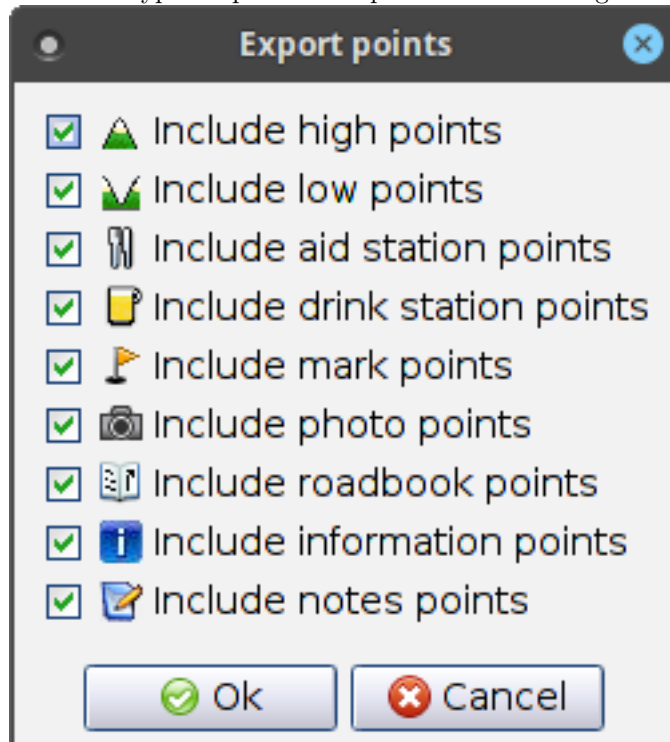 Export points
Include high points
Include low points
Include aid station points
Include drink station points
Include mark points
Include photo points
Include roadbook points
Include information points
Include notes points
Ok Cancel